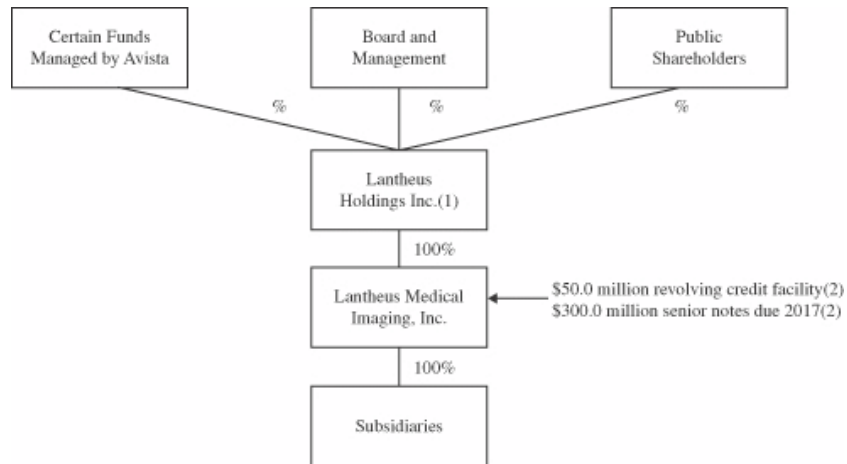 Certain Funds
Managed by Avista
Board and
Management
Public
Shareholders
%
%
%
Lantheus
Holdings Inc.(1)
100%
Lantheus Medical
Imaging, Inc.
$50.0 million revolving credit facility(2)
$300.0 million senior notes due 2017(2)
100%
Subsidiaries